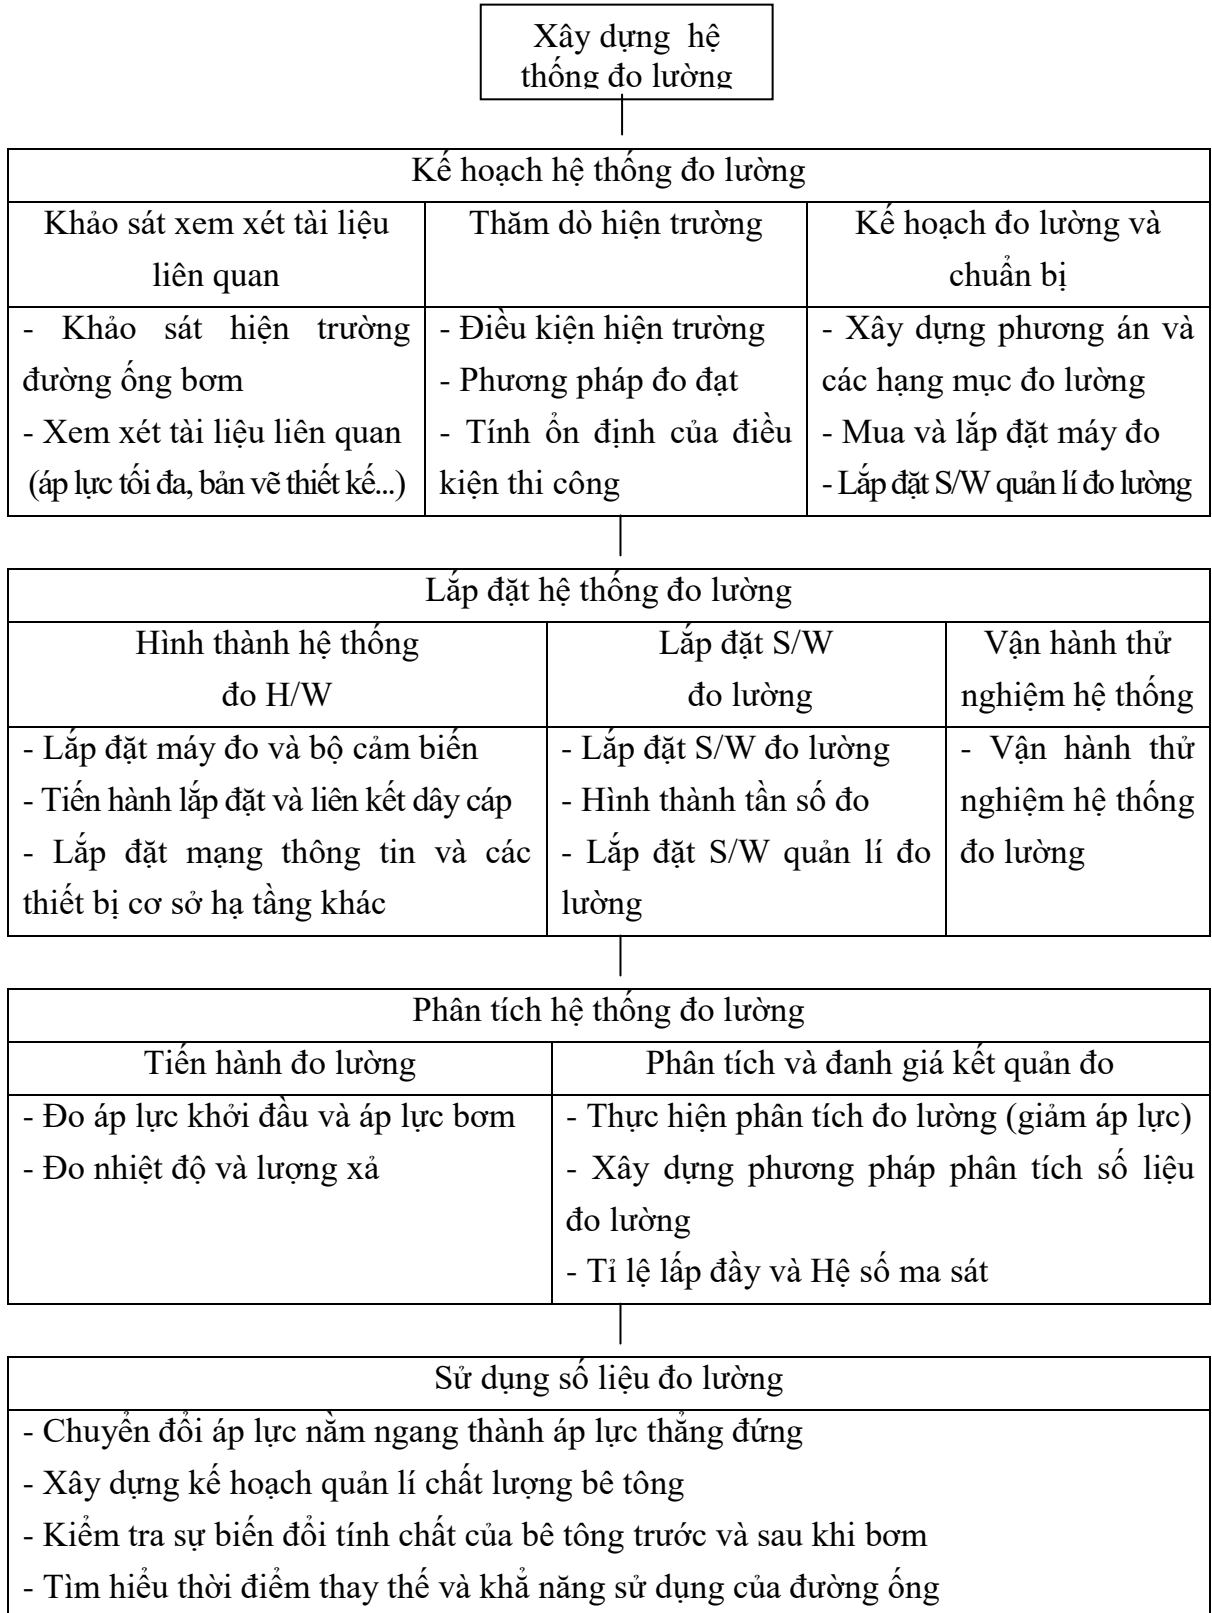 Xây dựng hệ
thống đo lường
Kế hoạch hệ thống đo lường
Khảo sát xem xét tài liệu
liên quan
Thăm dò hiện trường
Kế hoạch đo lường và
chuẩn bị
- Khảo sát hiện trường
đường ống bơm
- Xem xét tài liệu liên quan
(áp lực tối đa, bản vẽ thiết kế...)
- Điều kiện hiện trường
- Phương pháp đo đạt
- Tính ổn định của điều
kiện thi công
- Xây dựng phương án và
các hạng mục đo lường
- Mua và lắp đặt máy đo
- Lắp đặt S/W quản lí đo lường
Lắp đặt hệ thống đo lường
Hình thành hệ thống
đo H/W
Lắp đặt S/W
đo lường
Vận hành thử
nghiệm hệ thống
- Lắp đặt máy đo và bộ cảm biến
- Tiến hành lắp đặt và liên kết dây cáp
- Lắp đặt mạng thông tin và các
thiết bị cơ sở hạ tầng khác
- Lắp đặt S/W đo lường
- Hình thành tần số đo
- Lắp đặt S/W quản lí đo
lường
- Vận hành thử
nghiệm hệ thống
đo lường
Phân tích hệ thống đo lường
Tiến hành đo lường
Phân tích và đanh giá kết quản đo
- Đo áp lực khởi đầu và áp lực bơm
- Đo nhiệt độ và lượng xả
- Thực hiện phân tích đo lường (giảm áp lực)
- Xây dựng phương pháp phân tích số liệu
đo lường
- Tỉ lệ lấp đầy và Hệ số ma sát
Sử dụng số liệu đo lường
- Chuyển đổi áp lực nằm ngang thành áp lực thẳng đứng
- Xây dựng kế hoạch quản lí chất lượng bê tông
- Kiểm tra sự biến đổi tính chất của bê tông trước và sau khi bơm
- Tìm hiểu thời điểm thay thế và khẳ năng sử dụng của đường ống